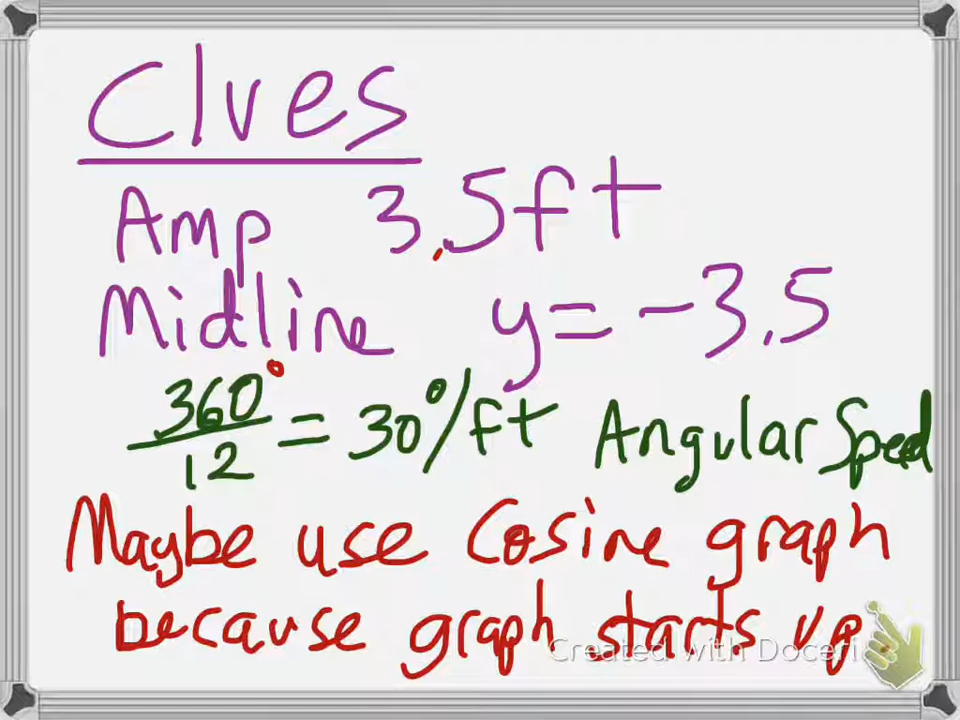 Clues
Amp 3.5ft
Midline y = -3.5
360°/12 = 30°/ft Angular Speed
Maybe use Cosine graph
because graph starts up
Created with Doceri